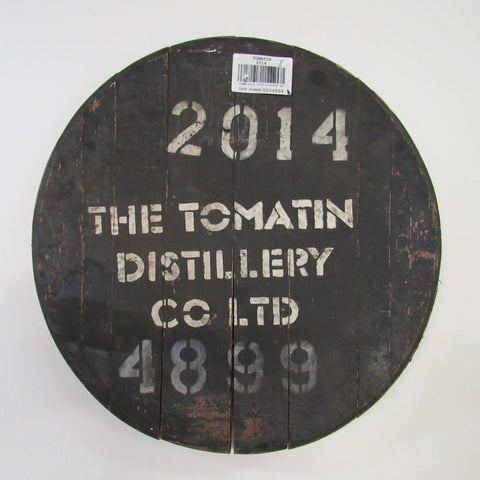 TOMATIN
2014
2014
THE TOMATIN
DISTILLERY
CO LTD
4899